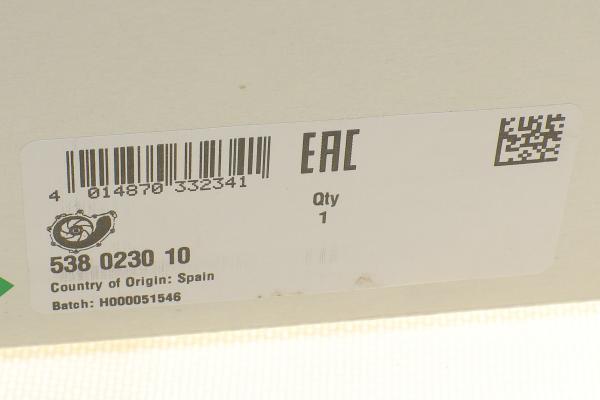 4 014870 332341
EAC
Qty
1
538 0230 10
Country of Origin: Spain
Batch: H000051546